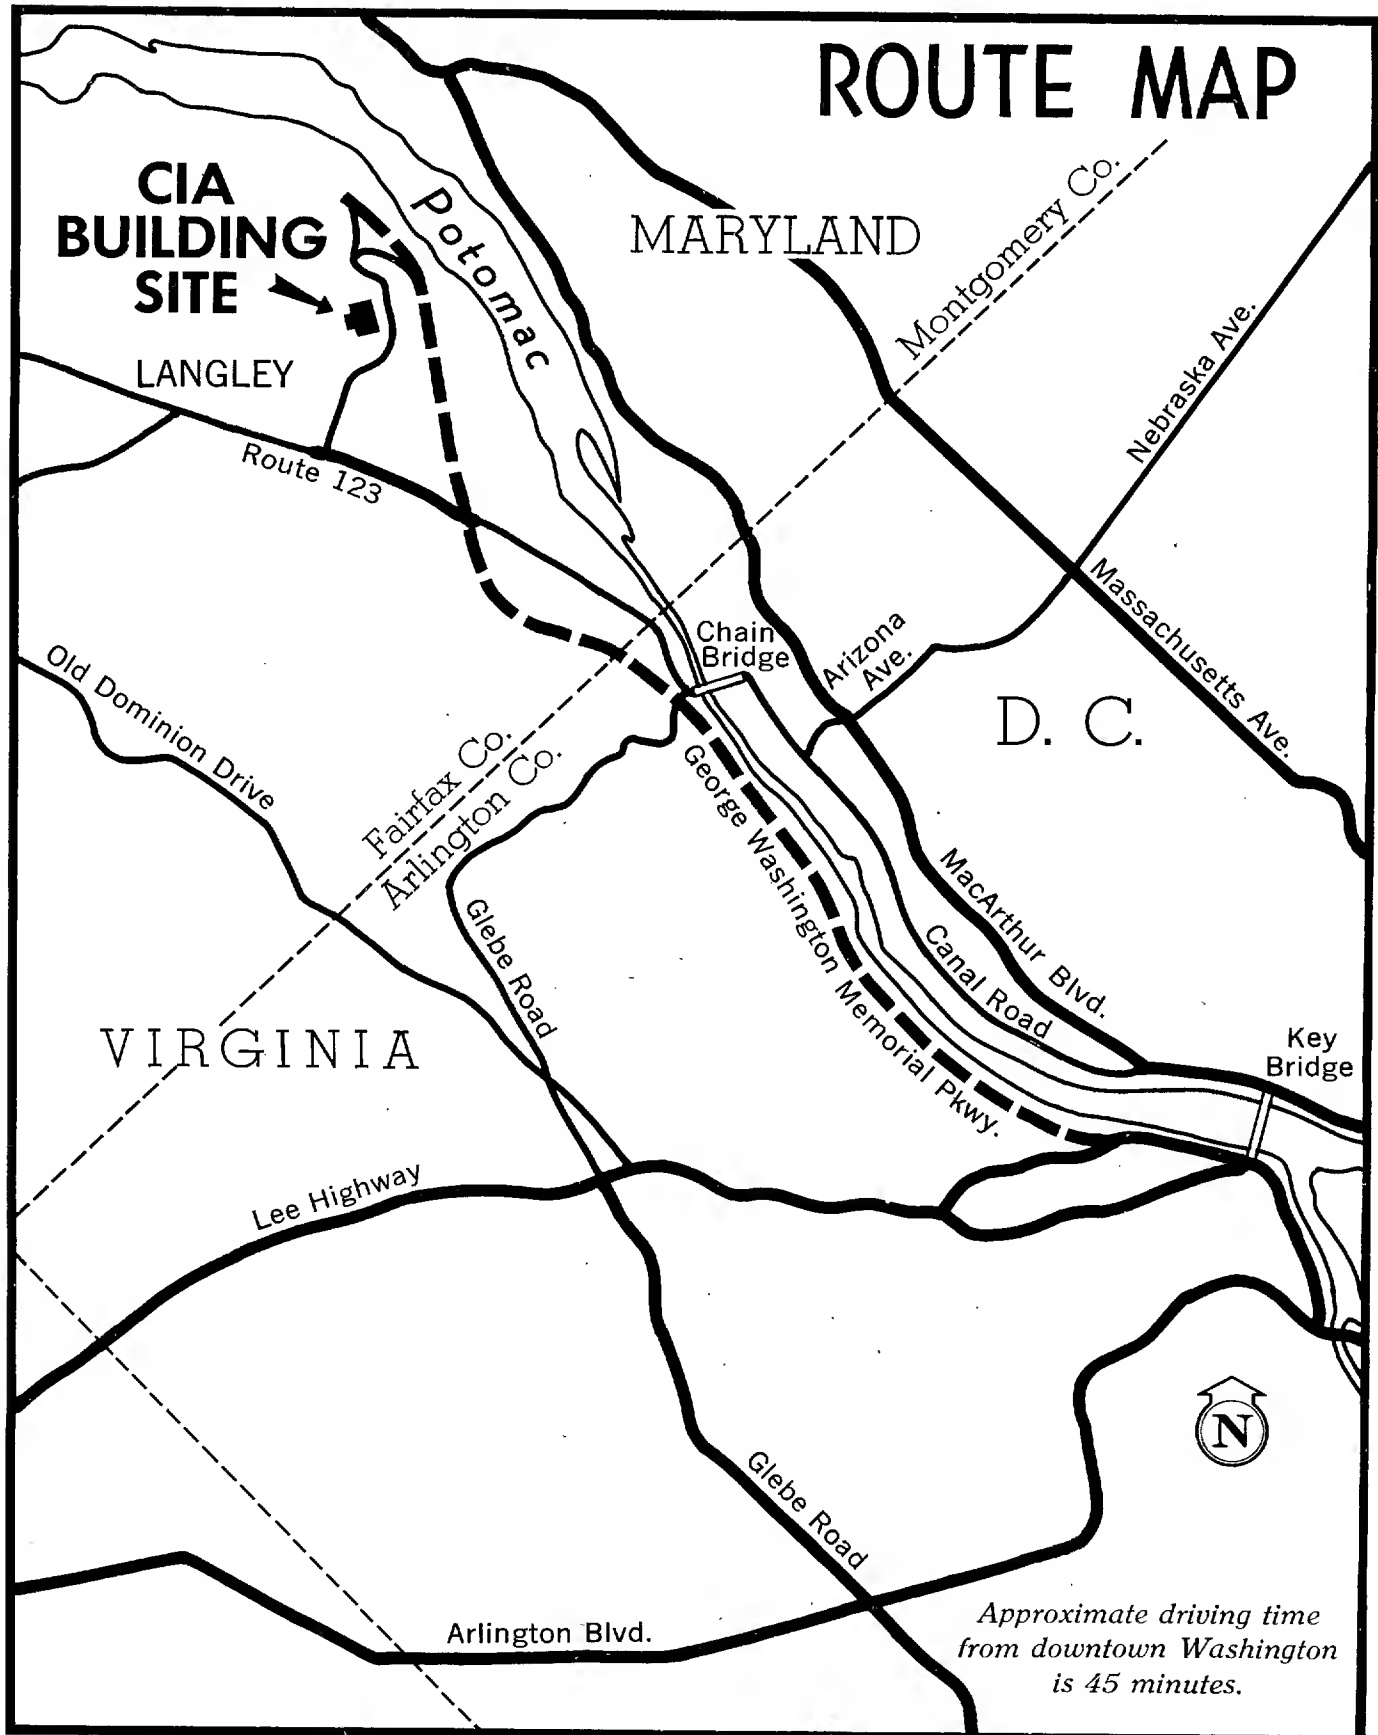 ROUTE MAP
CIA
BUILDING
SITE
LANGLEY
Potomac
MARYLAND
Montgomery Co.
Nebraska Ave.
Route 123
Massachusetts Ave.
Chain
Bridge
Arizona
Ave.
D. C.
Old Dominion Drive
Fairfax Co.
Arlington Co.
George Washington Memorial Pkwy.
Glebe Road
MacArthur Blvd.
Canal Road
VIRGINIA
Key
Bridge
Lee Highway
N
Glebe Road
Arlington Blvd.
Approximate driving time
from downtown Washington
is 45 minutes.